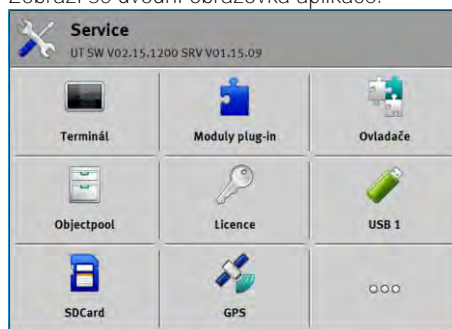 Zobrazí se úvodní obrazovka aplikace:
Service
UT SW V02.15.1200 SRV V01.15.09
Terminál
Moduly plug-in
Ovladače
Objectpool
Licence
USB 1
SDCard
GPS